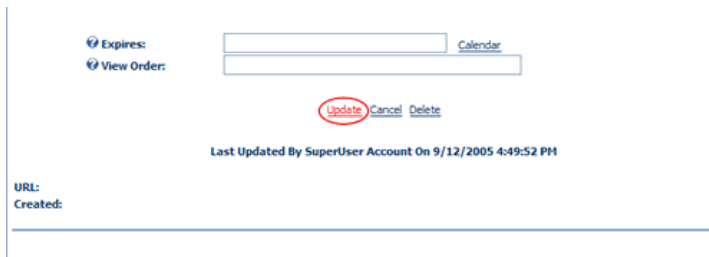 Expires: Calendar
View Order:
Update Cancel Delete
Last Updated By SuperUser Account On 9/12/2005 4:49:52 PM
URL:
Created: